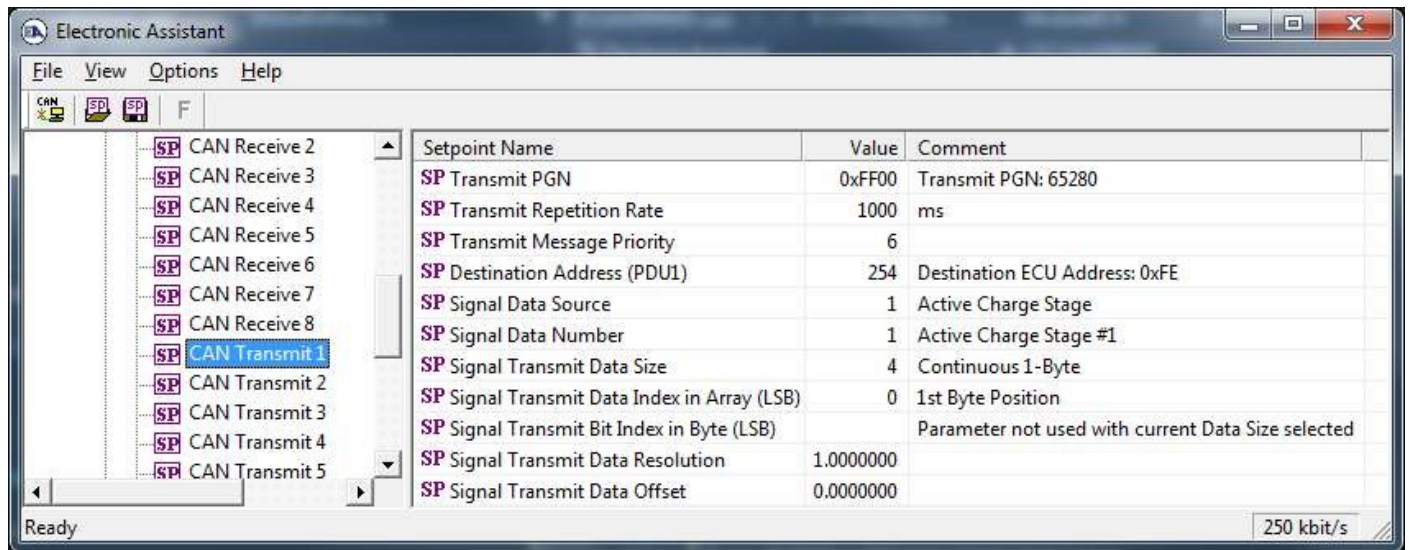 Electronic Assistant
File View Options Help
CAN SP SP F
CAN Receive 2
CAN Receive 3
CAN Receive 4
CAN Receive 5
CAN Receive 6
CAN Receive 7
CAN Receive 8
CAN Transmit 1
CAN Transmit 2
CAN Transmit 3
CAN Transmit 4
CAN Transmit 5
Setpoint Name Value Comment
SP Transmit PGN 0xFF00 Transmit PGN: 65280
SP Transmit Repetition Rate 1000 ms
SP Transmit Message Priority 6
SP Destination Address (PDU1) 254 Destination ECU Address: 0xFE
SP Signal Data Source 1 Active Charge Stage
SP Signal Data Number 1 Active Charge Stage #1
SP Signal Transmit Data Size 4 Continuous 1-Byte
SP Signal Transmit Data Index in Array (LSB) 0 1st Byte Position
SP Signal Transmit Bit Index in Byte (LSB) Parameter not used with current Data Size selected
SP Signal Transmit Data Resolution 1.0000000
SP Signal Transmit Data Offset 0.0000000
Ready 250 kbit/s